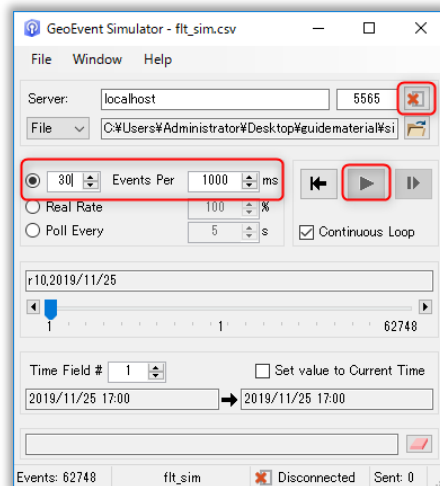 GeoEvent Simulator - flt_sim.csv
File Window Help
Server: localhost 5565
File C:¥Users¥Administrator¥Desktop¥guidematerial¥si
30 Events Per 1000 ms
Real Rate 100 %
Poll Every 5 s
Continuous Loop
r10,2019/11/25
1 1 62748
Time Field # 1 Set value to Current Time
2019/11/25 17:00 2019/11/25 17:00
Events: 62748 flt_sim Disconnected Sent: 0